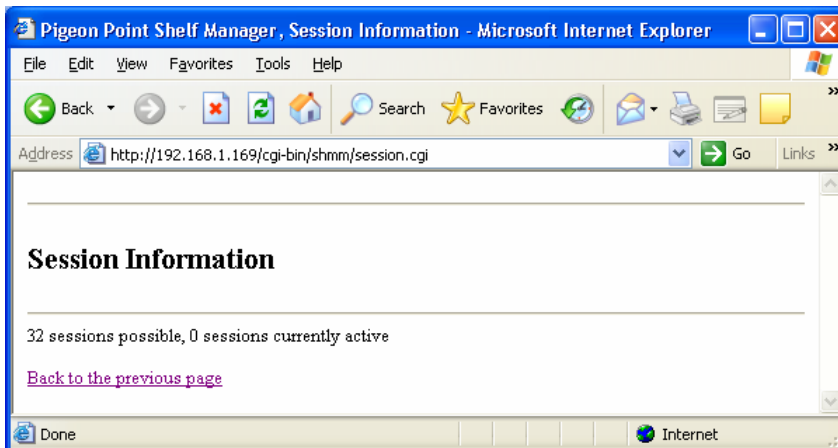 Pigeon Point Shelf Manager, Session Information - Microsoft Internet Explorer
File Edit View Favorites Tools Help
Back Search Favorites »
Address http://192.168.1.169/cgi-bin/shmm/session.cgi Go Links »
Session Information
32 sessions possible, 0 sessions currently active
Back to the previous page
Done Internet